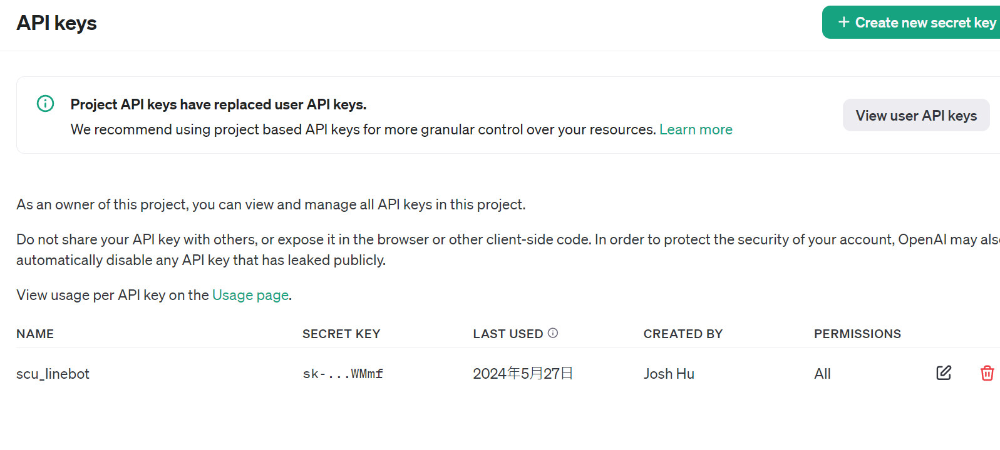 API keys
+ Create new secret key
Project API keys have replaced user API keys.
We recommend using project based API keys for more granular control over your resources. Learn more
View user API keys
As an owner of this project, you can view and manage all API keys in this project.
Do not share your API key with others, or expose it in the browser or other client-side code. In order to protect the security of your account, OpenAI may also
automatically disable any API key that has leaked publicly.
View usage per API key on the Usage page.
NAME SECRET KEY LAST USED CREATED BY PERMISSIONS
scu_linebot sk-...WMmf 2024年5月27日 Josh Hu All